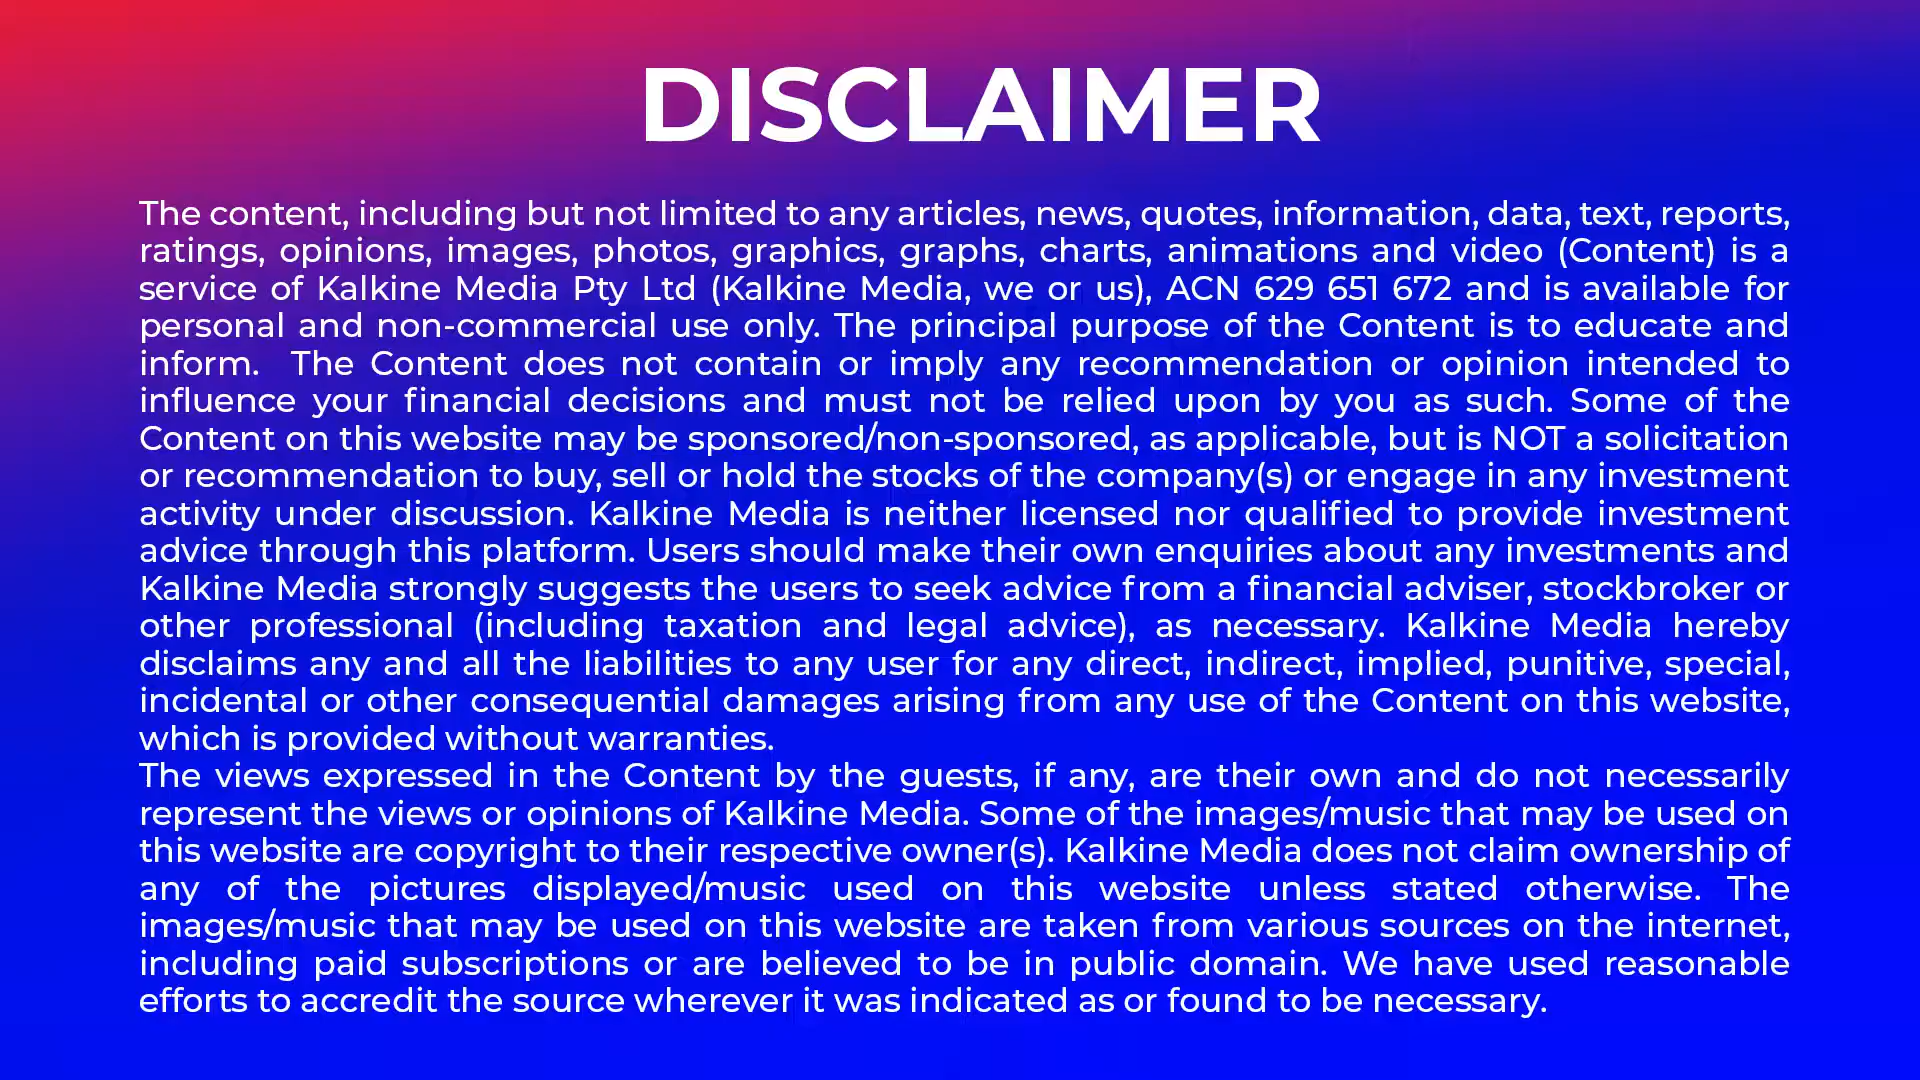 DISCLAIMER
The content, including but not limited to any articles, news, quotes, information, data, text, reports,
ratings, opinions, images, photos, graphics, graphs, charts, animations and video (Content) is a
service of Kalkine Media Pty Ltd (Kalkine Media, we or us), ACN 629 651 672 and is available for
personal and non-commercial use only. The principal purpose of the Content is to educate and
inform.  The Content does not contain or imply any recommendation or opinion intended to
influence your financial decisions and must not be relied upon by you as such. Some of the
Content on this website may be sponsored/non-sponsored, as applicable, but is NOT a solicitation
or recommendation to buy, sell or hold the stocks of the company(s) or engage in any investment
activity under discussion. Kalkine Media is neither licensed nor qualified to provide investment
advice through this platform. Users should make their own enquiries about any investments and
Kalkine Media strongly suggests the users to seek advice from a financial adviser, stockbroker or
other professional (including taxation and legal advice), as necessary. Kalkine Media hereby
disclaims any and all the liabilities to any user for any direct, indirect, implied, punitive, special,
incidental or other consequential damages arising from any use of the Content on this website,
which is provided without warranties.
The views expressed in the Content by the guests, if any, are their own and do not necessarily
represent the views or opinions of Kalkine Media. Some of the images/music that may be used on
this website are copyright to their respective owner(s). Kalkine Media does not claim ownership of
any of the pictures displayed/music used on this website unless stated otherwise. The
images/music that may be used on this website are taken from various sources on the internet,
including paid subscriptions or are believed to be in public domain. We have used reasonable
efforts to accredit the source wherever it was indicated as or found to be necessary.